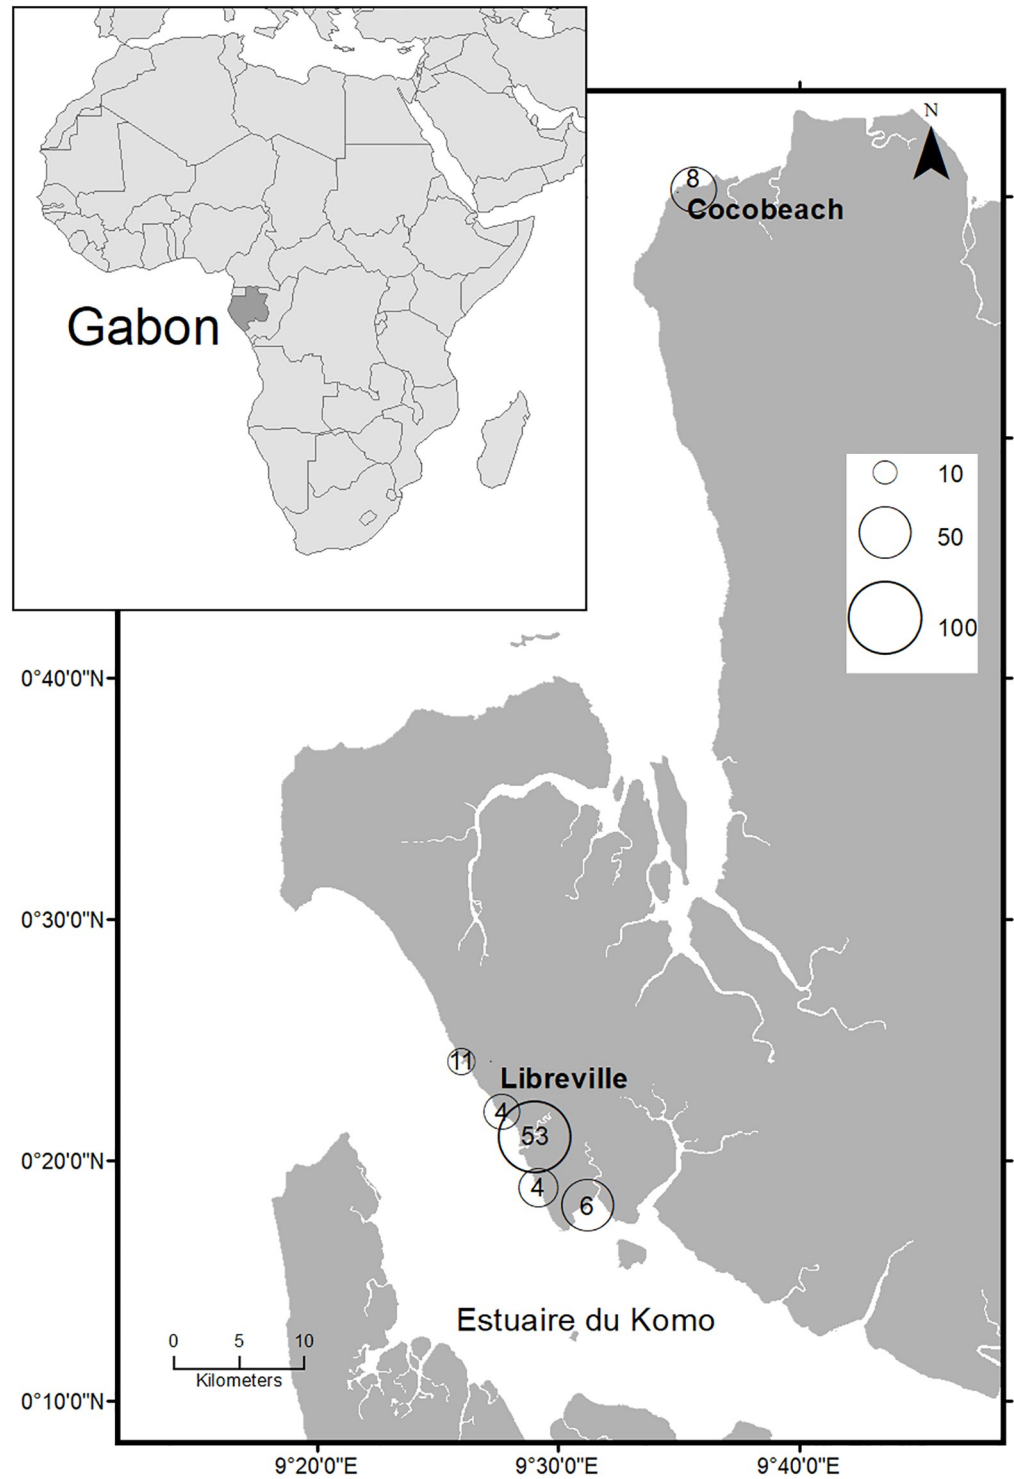 Gabon
N
8
Cocobeach
10
50
100
0°40'0"N
0°30'0"N
11
Libreville
4
53
0°20'0"N
4
6
Estuaire du Komo
0 5 10
Kilometers
0°10'0"N
9°20'0"E 9°30'0"E 9°40'0"E